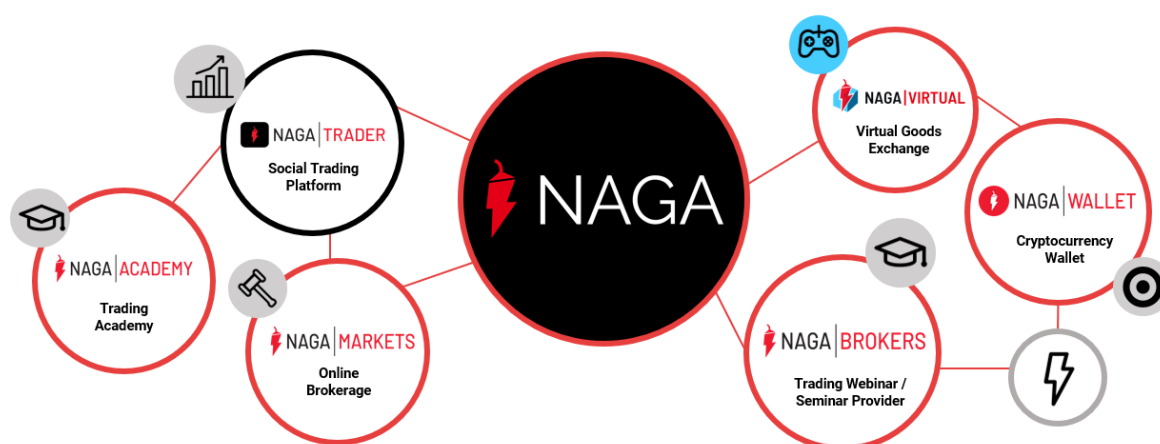 NAGA|TRADER
Social Trading
Platform
NAGA|ACADEMY
Trading
Academy
NAGA|MARKETS
Online
Brokerage
NAGA
NAGA|VIRTUAL
Virtual Goods
Exchange
NAGA|WALLET
Cryptocurrency
Wallet
NAGA|BROKERS
Trading Webinar /
Seminar Provider